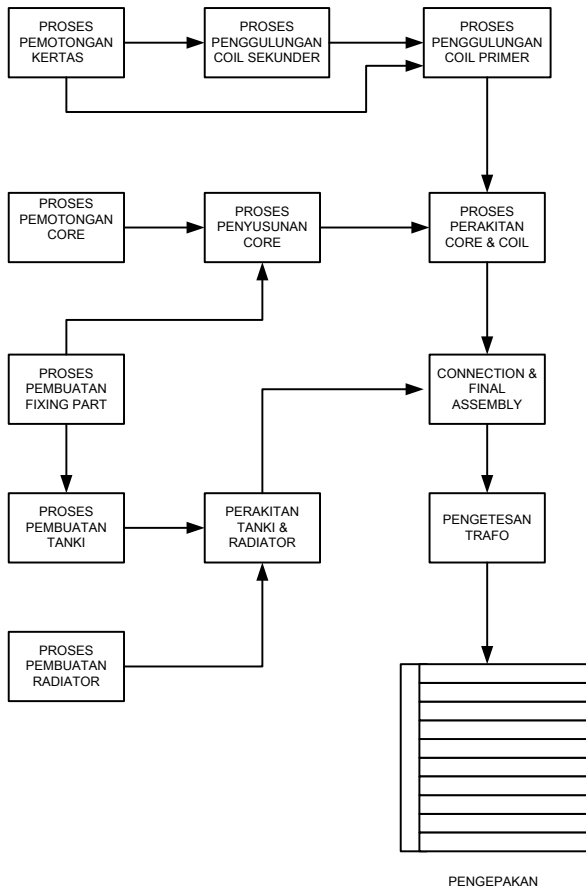 PROSES
PEMOTONGAN
KERTAS
PROSES
PENGGULUNGAN
COIL SEKUNDER
PROSES
PENGGULUNGAN
COIL PRIMER
PROSES
PEMOTONGAN
CORE
PROSES
PENYUSUNAN
CORE
PROSES
PERAKITAN
CORE & COIL
PROSES
PEMBUATAN
FIXING PART
CONNECTION &
FINAL
ASSEMBLY
PROSES
PEMBUATAN
TANKI
PERAKITAN
TANKI &
RADIATOR
PENGETESAN
TRAFO
PROSES
PEMBUATAN
RADIATOR
PENGEPAKAN